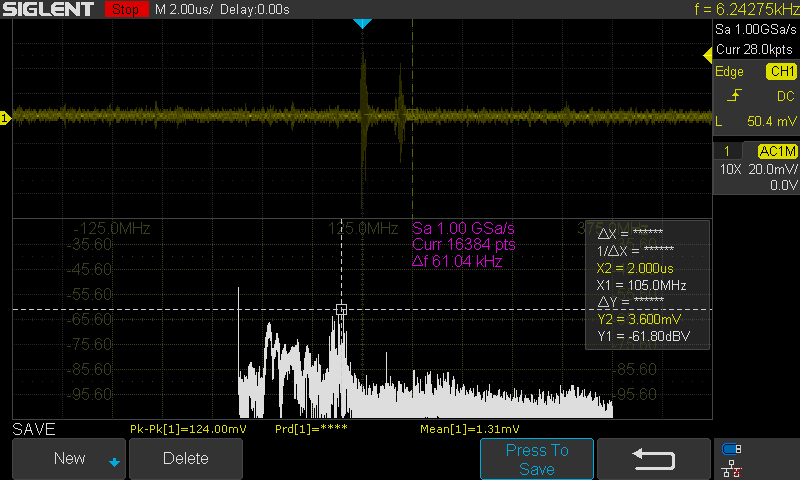 SIGLENT Stop M 2.00us/ Delay:0.00s f = 6.24275kHz
Sa 1.00GSa/s
Curr 28.0kpts
Edge CH1
DC
L 50.4 mV
1 AC1M
10X 20.0mV/
0.0V
1
-125.0MHz 125.0MHz 375.0MHz
Sa 1.00 GSa/s
Curr 16384 pts
Δf 61.04 kHz
-35.60
-45.60
-55.60
-65.60
-75.60
-85.60 -85.60
-95.60 -95.60
ΔX = ******
1/ΔX = ******
X2 = 2.000us
X1 = 105.0MHz
ΔY = ******
Y2 = 3.600mV
Y1 = -61.80dBV
SAVE Pk-Pk[1]=124.00mV Prd[1]=**** Mean[1]=1.31mV
New Delete Press To
Save